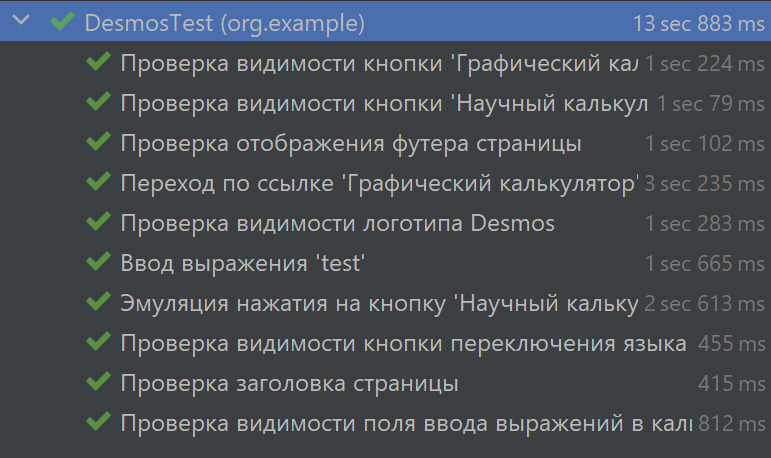 DesmosTest (org.example) 13 sec 883 ms
Проверка видимости кнопки 'Графический кал 1 sec 224 ms
Проверка видимости кнопки 'Научный калькул 1 sec 79 ms
Проверка отображения футера страницы 1 sec 102 ms
Переход по ссылке 'Графический калькулятор' 3 sec 235 ms
Проверка видимости логотипа Desmos 1 sec 283 ms
Ввод выражения 'test' 1 sec 665 ms
Эмуляция нажатия на кнопку 'Научный кальку 2 sec 613 ms
Проверка видимости кнопки переключения языка 455 ms
Проверка заголовка страницы 415 ms
Проверка видимости поля ввода выражений в каль 812 ms